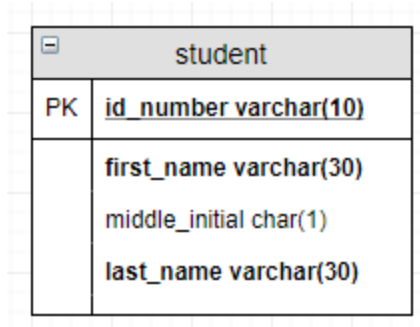 student
PK id_number varchar(10)
first_name varchar(30)
middle_initial char(1)
last_name varchar(30)